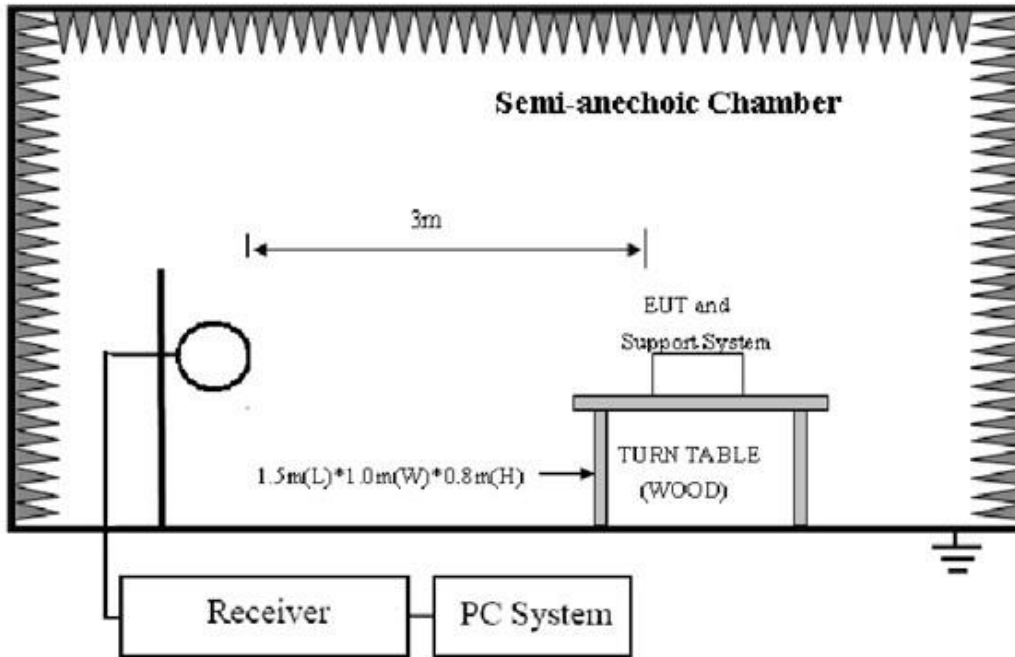 Semi-anechoic Chamber
3m
EUT and
Support System
1.5m(L)*1.0m(W)*0.8m(H)
TURN TABLE
(WOOD)
Receiver
PC System